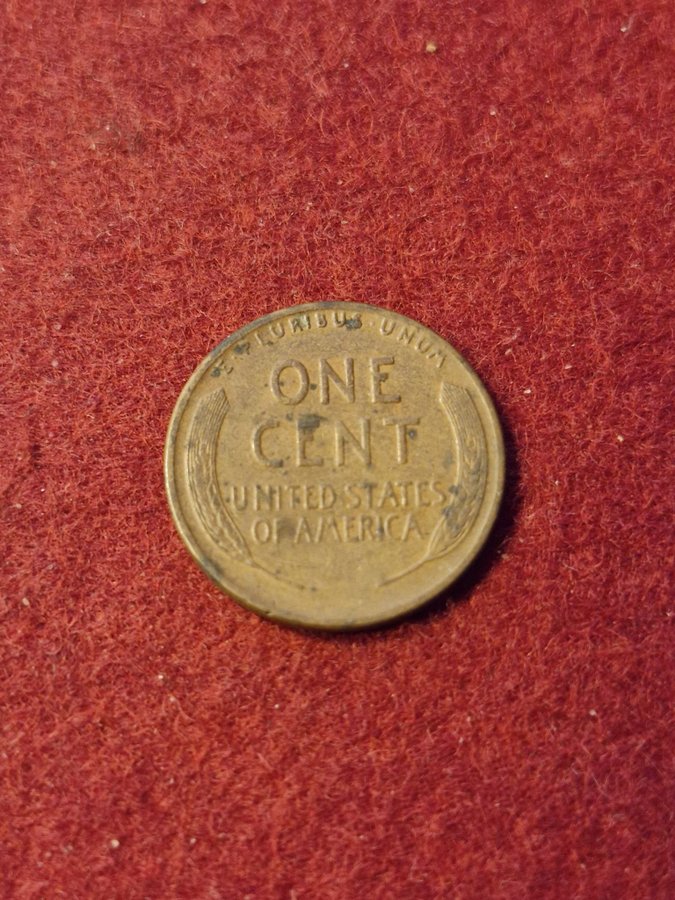 E·PLURIBUS·UNUM
ONE
CENT
UNITED STATES
OF AMERICA